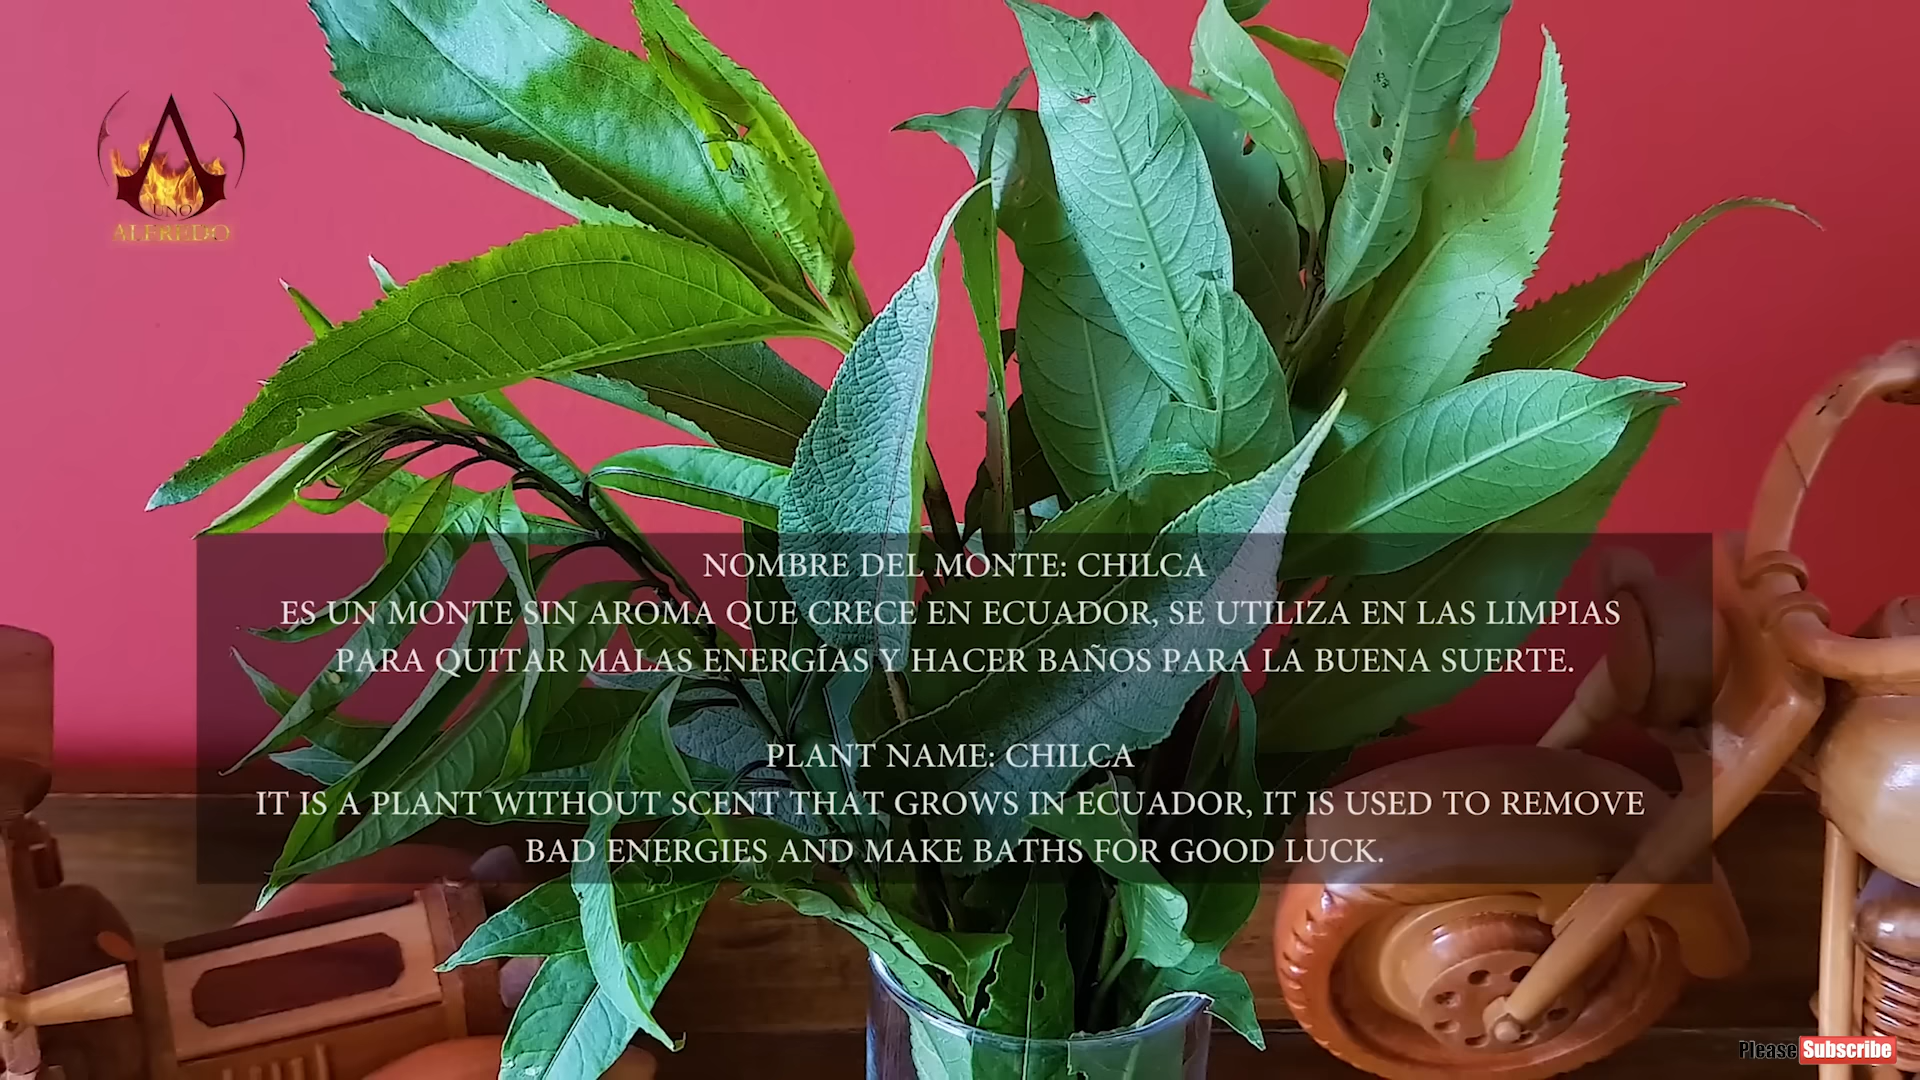 UNO
ALFREDO
NOMBRE DEL MONTE: CHILCA
ES UN MONTE SIN AROMA QUE CRECE EN ECUADOR, SE UTILIZA EN LAS LIMPIAS
PARA QUITAR MALAS ENERGÍAS Y HACER BAÑOS PARA LA BUENA SUERTE.
PLANT NAME: CHILCA
IT IS A PLANT WITHOUT SCENT THAT GROWS IN ECUADOR, IT IS USED TO REMOVE
BAD ENERGIES AND MAKE BATHS FOR GOOD LUCK.
Please Subscribe